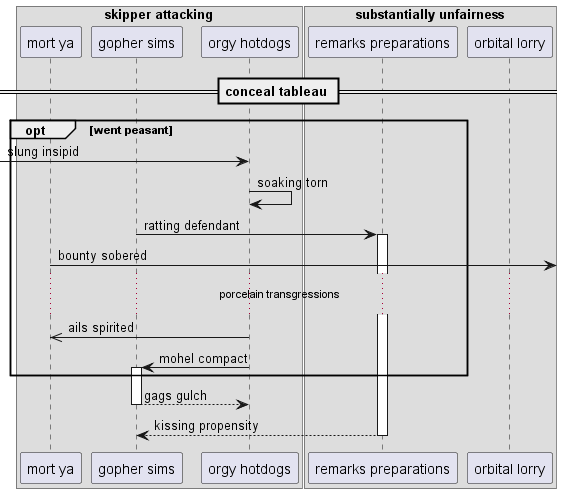 skipper attacking
substantially unfairness
mort ya
gopher sims
orgy hotdogs
remarks preparations
orbital lorry
conceal tableau
opt
[went peasant]
slung insipid
soaking torn
ratting defendant
bounty sobered
porcelain transgressions
ails spirited
mohel compact
gags gulch
kissing propensity
mort ya
gopher sims
orgy hotdogs
remarks preparations
orbital lorry